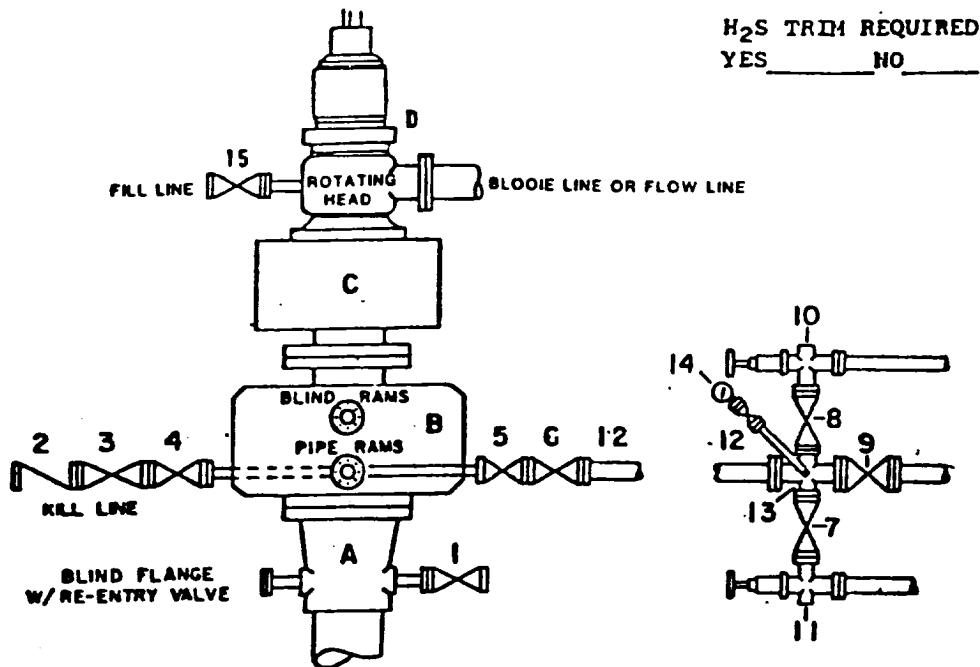 H₂S TRIM REQUIRED
YES______ NO______
D
15
FILL LINE
ROTATING
HEAD
BLOOIE LINE OR FLOW LINE
C
10
14
BLIND RAMS
B
8
2 3 4
PIPE RAMS
5 6 12
12
9
KILL LINE
13
7
A
1
BLIND FLANGE
W/ RE-ENTRY VALVE
11